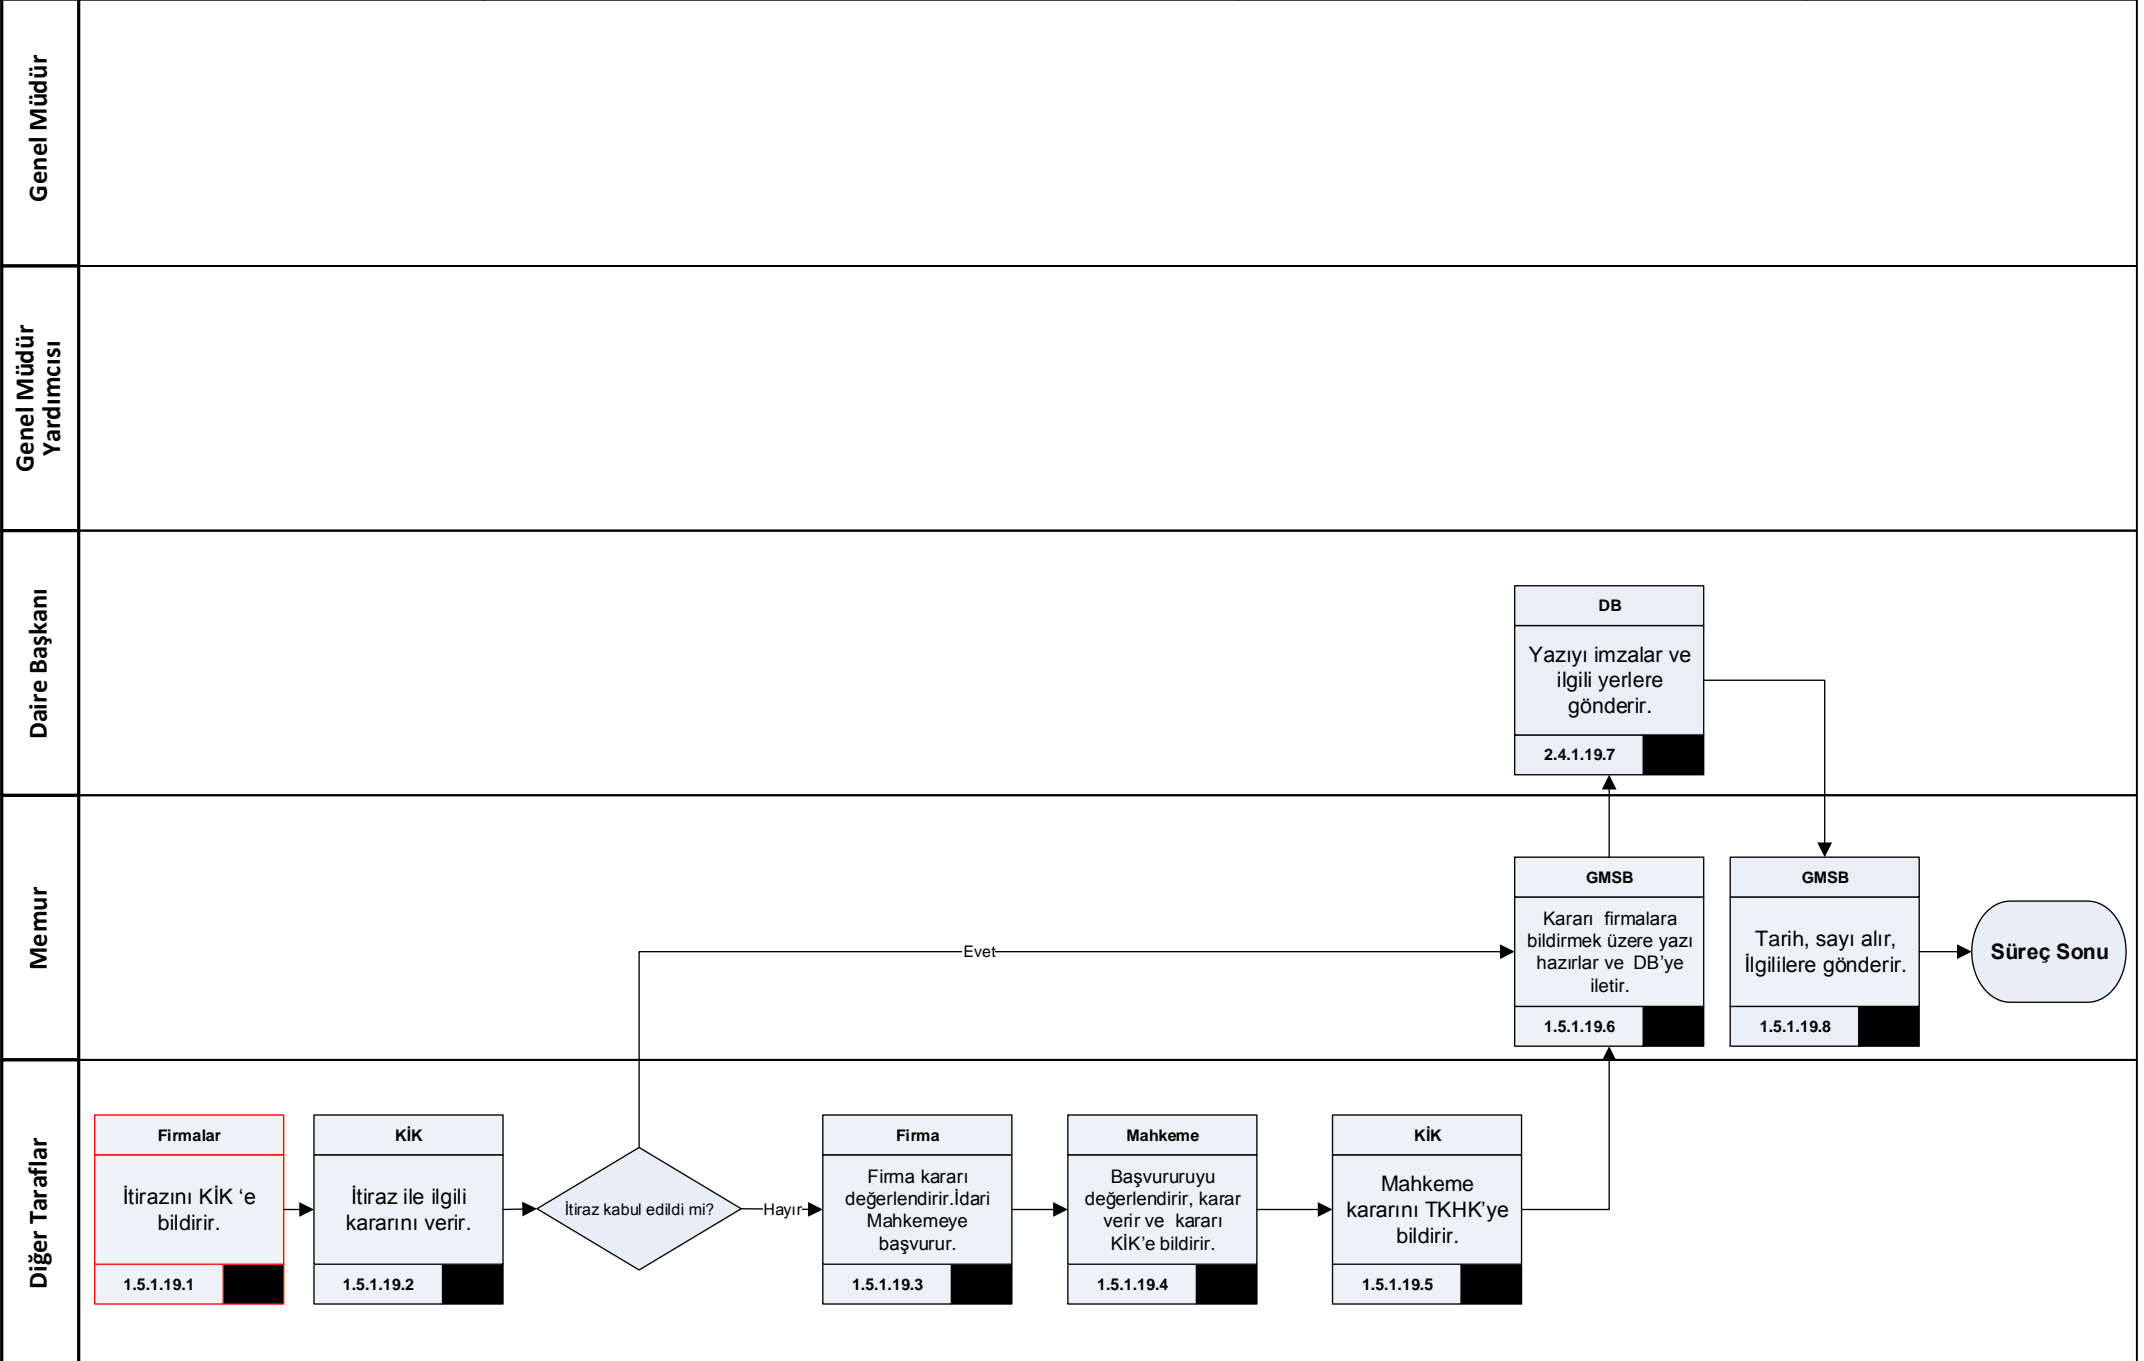 Genel Müdür
Genel Müdür
Yardımcısı
Daire Başkanı
DB
Yazıyı imzalar ve
ilgili yerlere
gönderir.
2.4.1.19.7
Memur
Evet
GMSB
Kararı  firmalara
bildirmek üzere yazı
hazırlar ve  DB’ye
iletir.
1.5.1.19.6
GMSB
Tarih, sayı alır,
İlgililere gönderir.
1.5.1.19.8
Süreç Sonu
Diğer Taraflar
Firmalar
İtirazını KİK ‘e
bildirir.
1.5.1.19.1
KİK
İtiraz ile ilgili
kararını verir.
1.5.1.19.2
İtiraz kabul edildi mi?
Hayır
Firma
Firma kararı
değerlendirir.İdari
Mahkemeye
başvurur.
1.5.1.19.3
Mahkeme
Başvururuyu
değerlendirir, karar
verir ve  kararı
KİK’e bildirir.
1.5.1.19.4
KİK
Mahkeme
kararını TKHK’ye
bildirir.
1.5.1.19.5